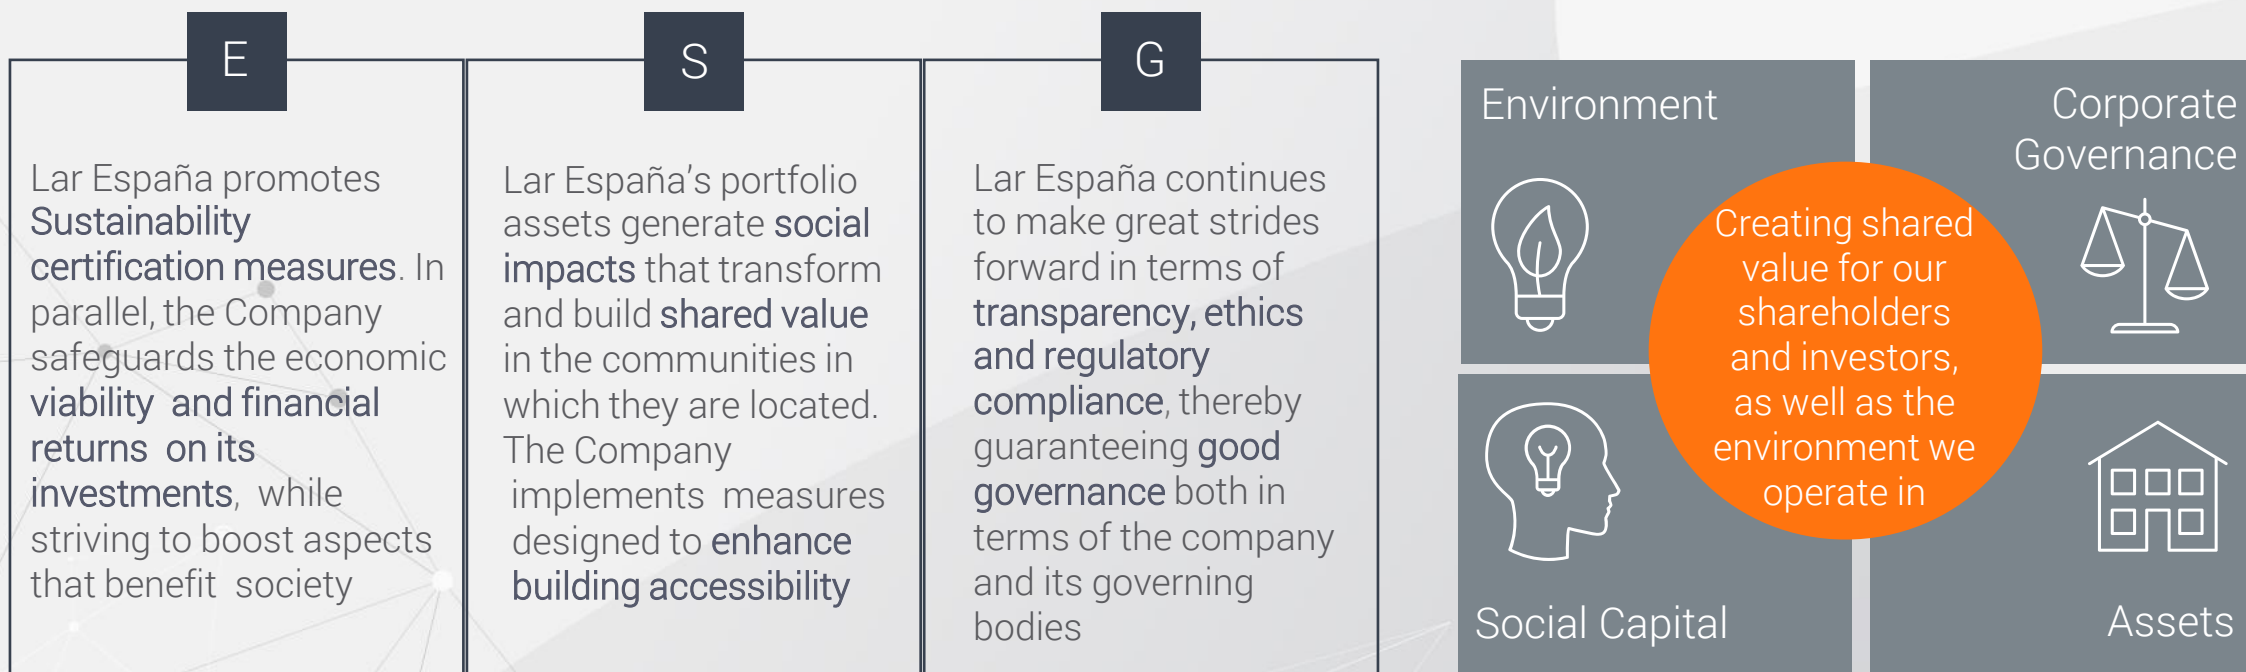 E
Lar España promotes
Sustainability
certification measures. In
parallel, the Company
safeguards the economic
viability and financial
returns on its
investments, while
striving to boost aspects
that benefit society
S
Lar España’s portfolio
assets generate social
impacts that transform
and build shared value
in the communities in
which they are located.
The Company
implements measures
designed to enhance
building accessibility
G
Lar España continues
to make great strides
forward in terms of
transparency, ethics
and regulatory
compliance, thereby
guaranteeing good
governance both in
terms of the company
and its governing
bodies
Environment
Corporate
Governance
Creating shared
value for our
shareholders
and investors,
as well as the
environment we
operate in
Social Capital
Assets